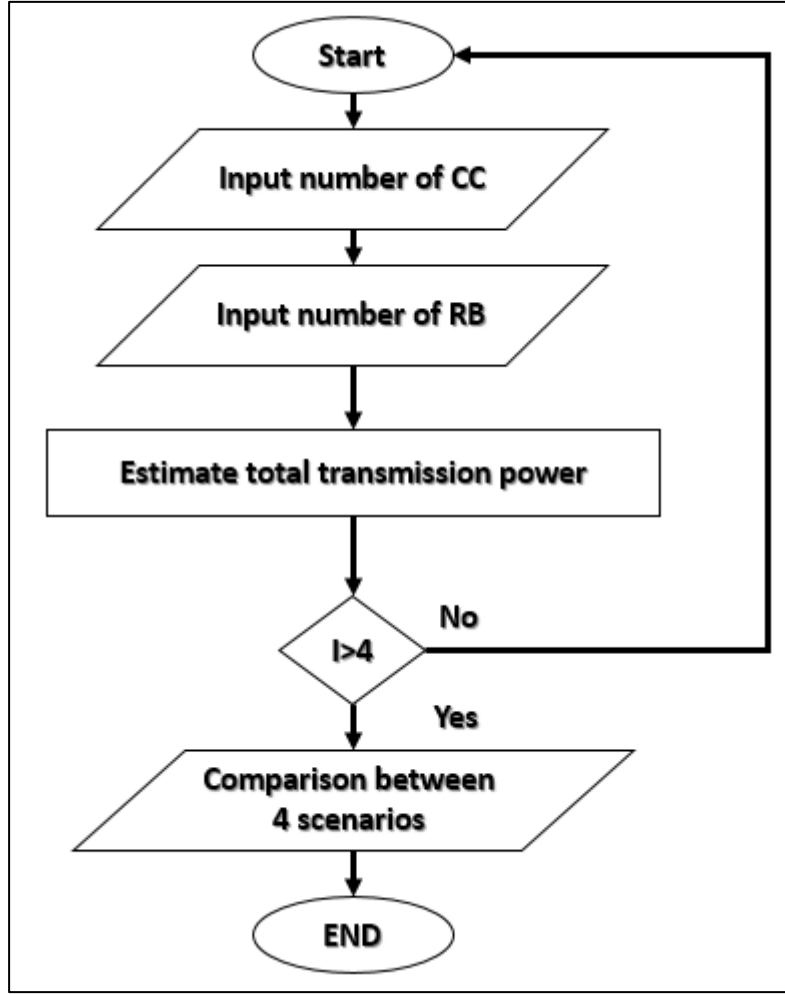 Start
Input number of CC
Input number of RB
Estimate total transmission power
I>4
No
Yes
Comparison between
4 scenarios
END